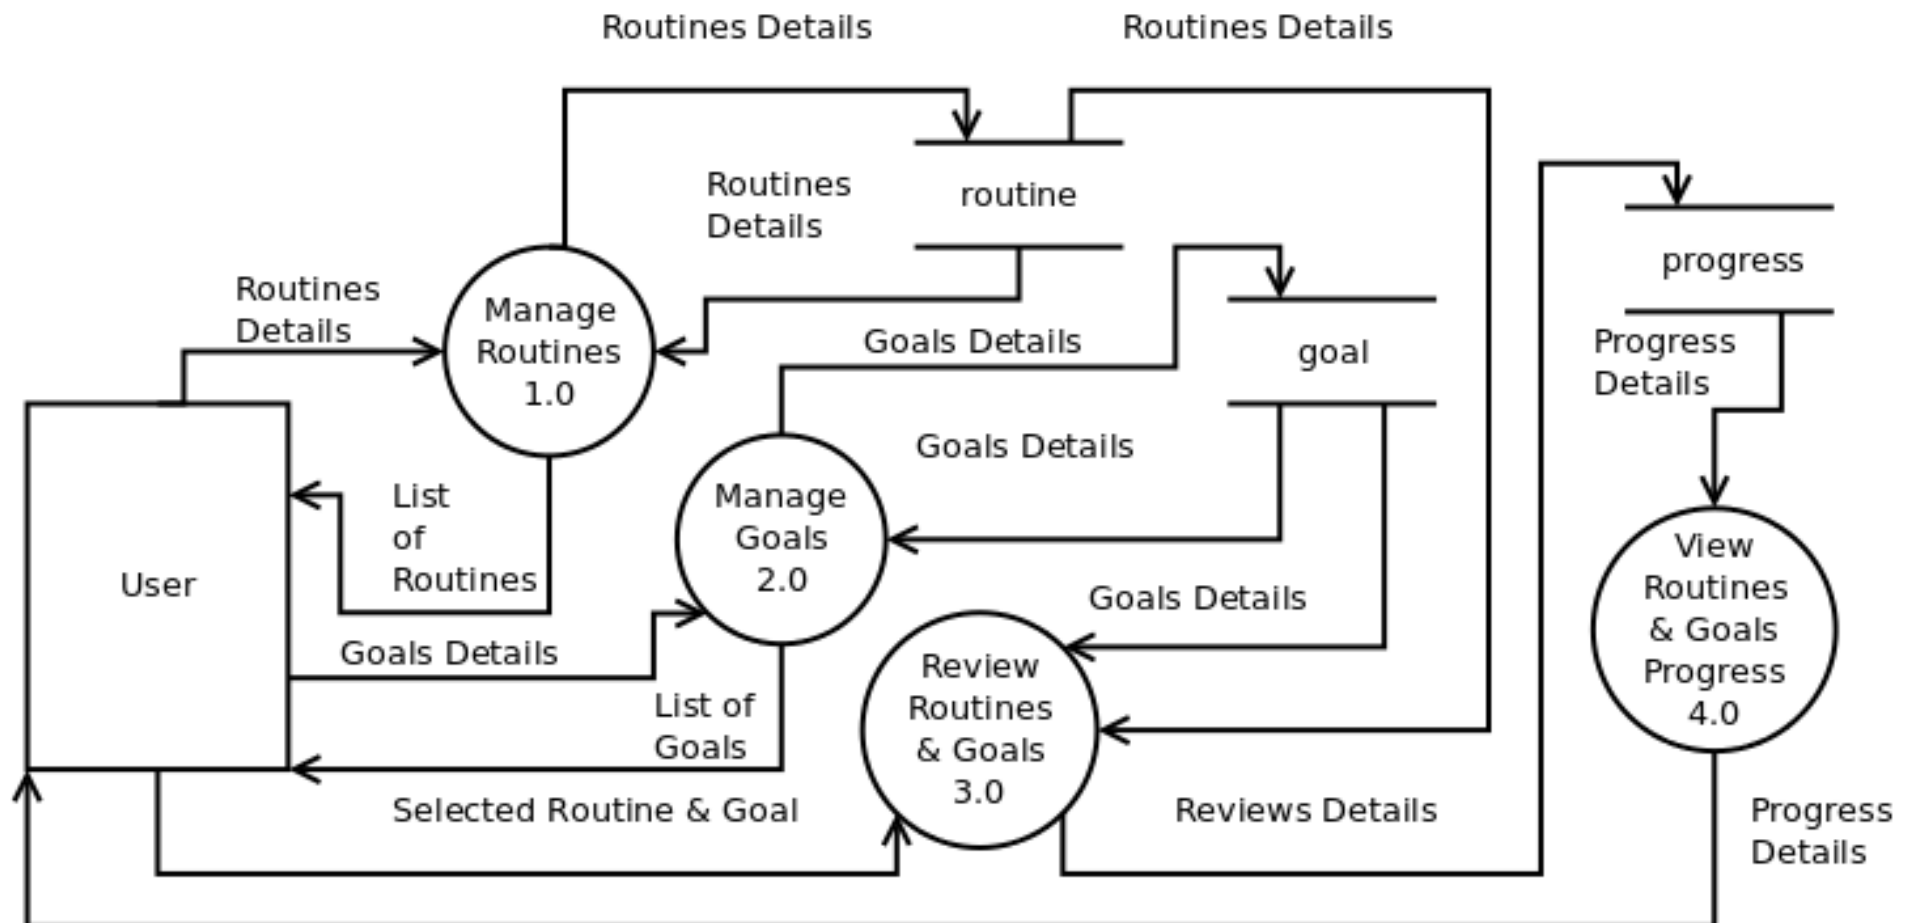 Routines Details
Routines Details
Routines
Details
routine
progress
Routines
Details
Manage
Routines
1.0
Goals Details
goal
Progress
Details
Goals Details
List
of
Routines
Manage
Goals
2.0
User
View
Routines
& Goals
Progress
4.0
Goals Details
Goals Details
Review
Routines
& Goals
3.0
List of
Goals
Selected Routine & Goal
Reviews Details
Progress
Details